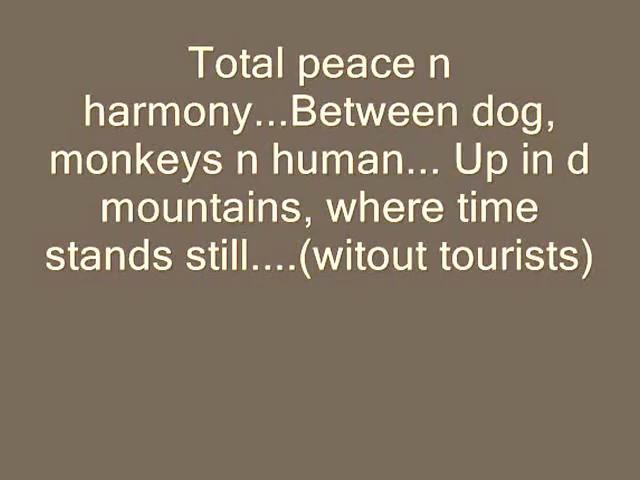 Total peace n
harmony...Between dog,
monkeys n human... Up in d
mountains, where time
stands still....(witout tourists)